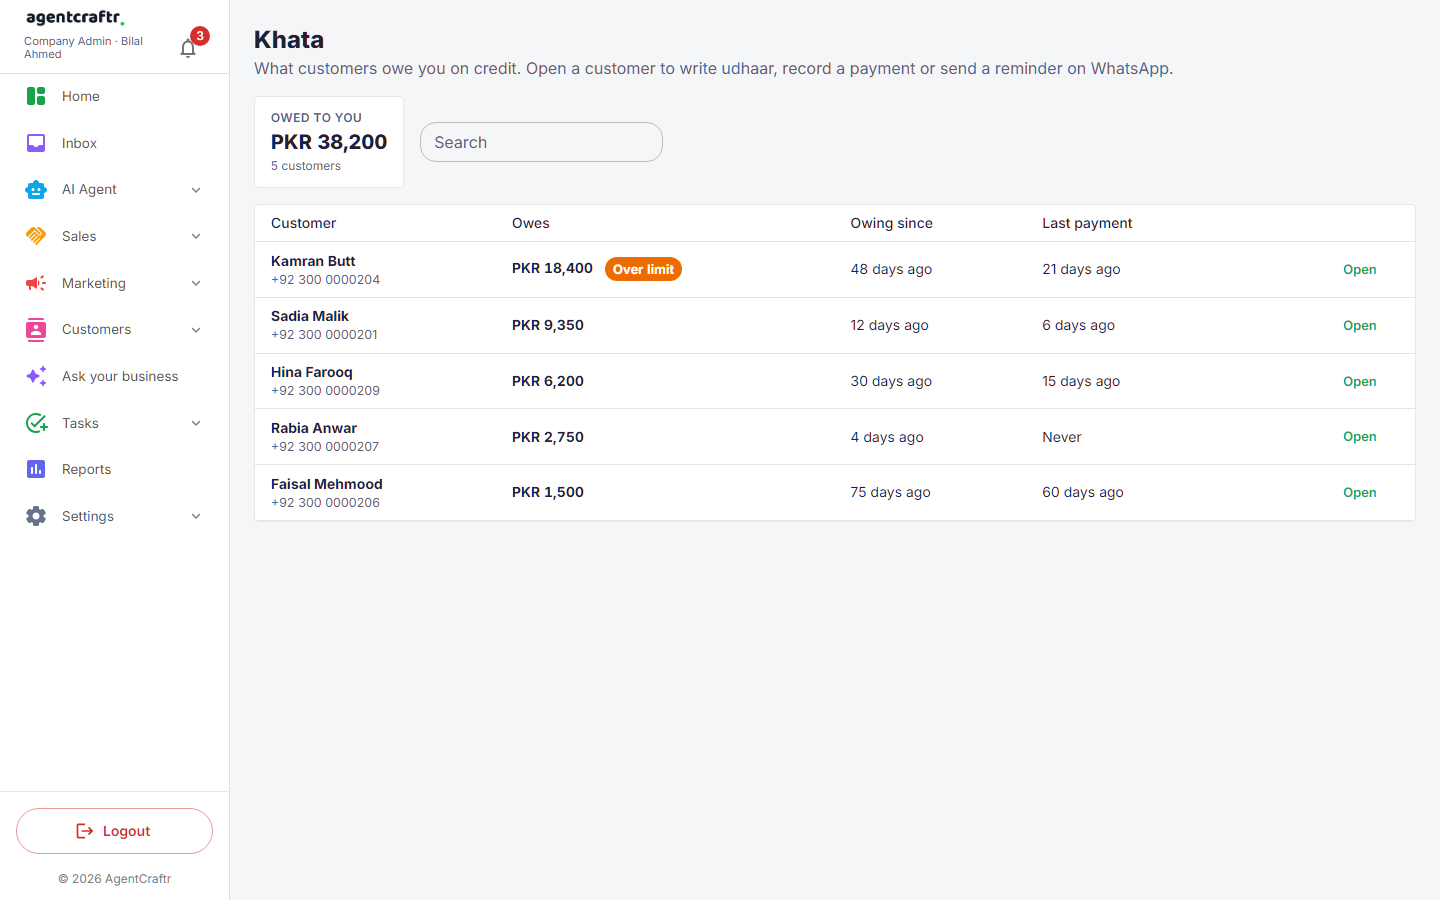 agentcraftr.
Company Admin · Bilal
Ahmed
3
Home
Inbox
AI Agent
Sales
Marketing
Customers
Ask your business
Tasks
Reports
Settings
Logout
© 2026 AgentCraftr
Khata
What customers owe you on credit. Open a customer to write udhaar, record a payment or send a reminder on WhatsApp.
OWED TO YOU
PKR 38,200
5 customers
Search
Customer Owes Owing since Last payment
Kamran Butt
+92 300 0000204
PKR 18,400 Over limit 48 days ago 21 days ago Open
Sadia Malik
+92 300 0000201
PKR 9,350 12 days ago 6 days ago Open
Hina Farooq
+92 300 0000209
PKR 6,200 30 days ago 15 days ago Open
Rabia Anwar
+92 300 0000207
PKR 2,750 4 days ago Never Open
Faisal Mehmood
+92 300 0000206
PKR 1,500 75 days ago 60 days ago Open